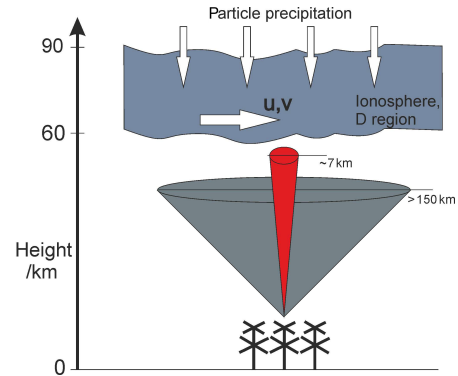 Particle precipitation
90
u,v
Ionosphere,
D region
60
~7 km
>150 km
Height
/km
0